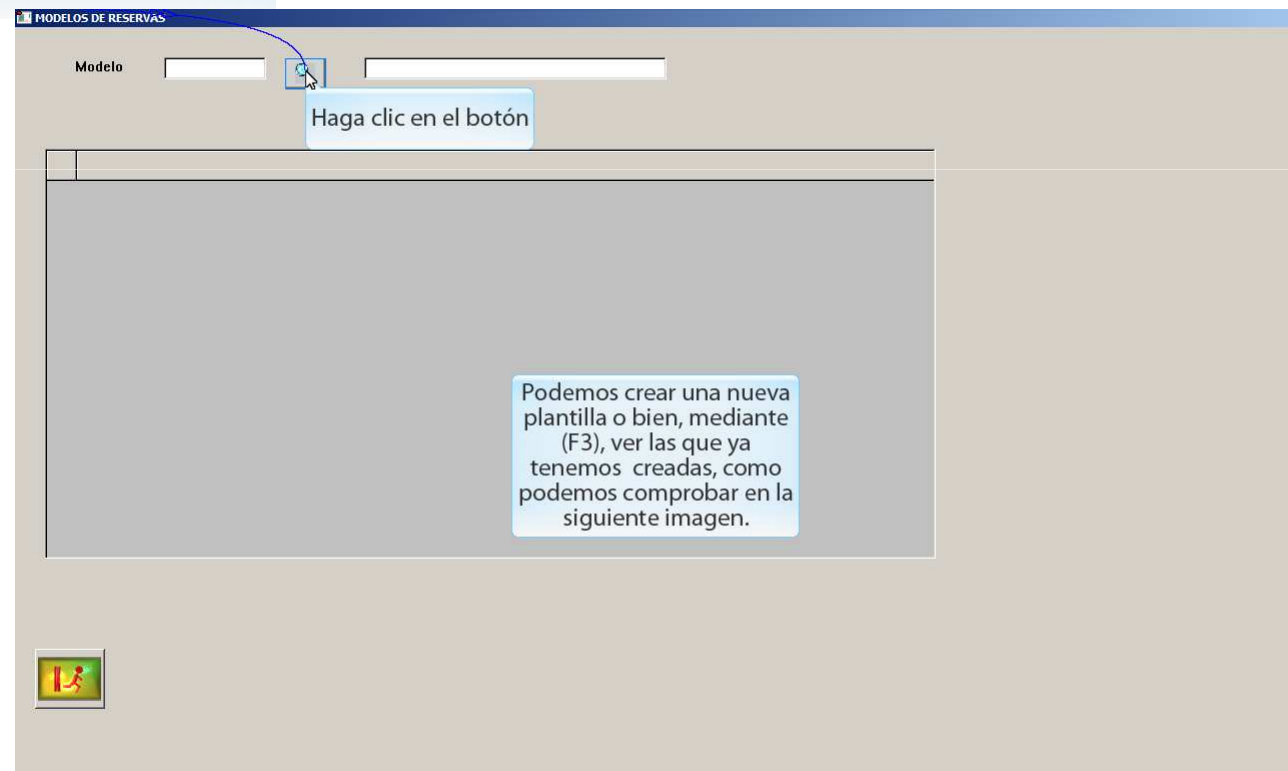 MODELOS DE RESERVAS
Modelo
Haga clic en el botón
Podemos crear una nueva
plantilla o bien, mediante
(F3), ver las que ya
tenemos creadas, como
podemos comprobar en la
siguiente imagen.